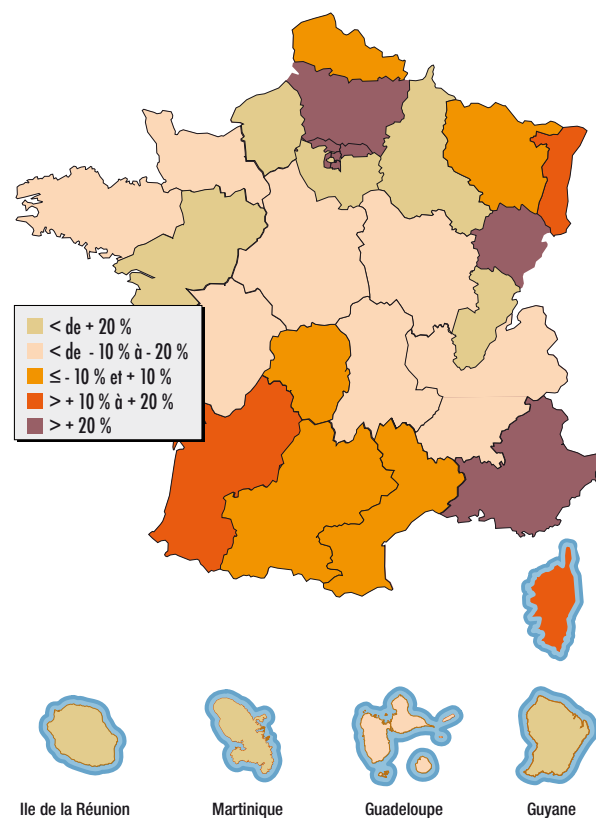 < de + 20 %
< de - 10 % à - 20 %
≤ - 10 % et + 10 %
> + 10 % à + 20 %
> + 20 %
Ile de la Réunion
Martinique
Guadeloupe
Guyane